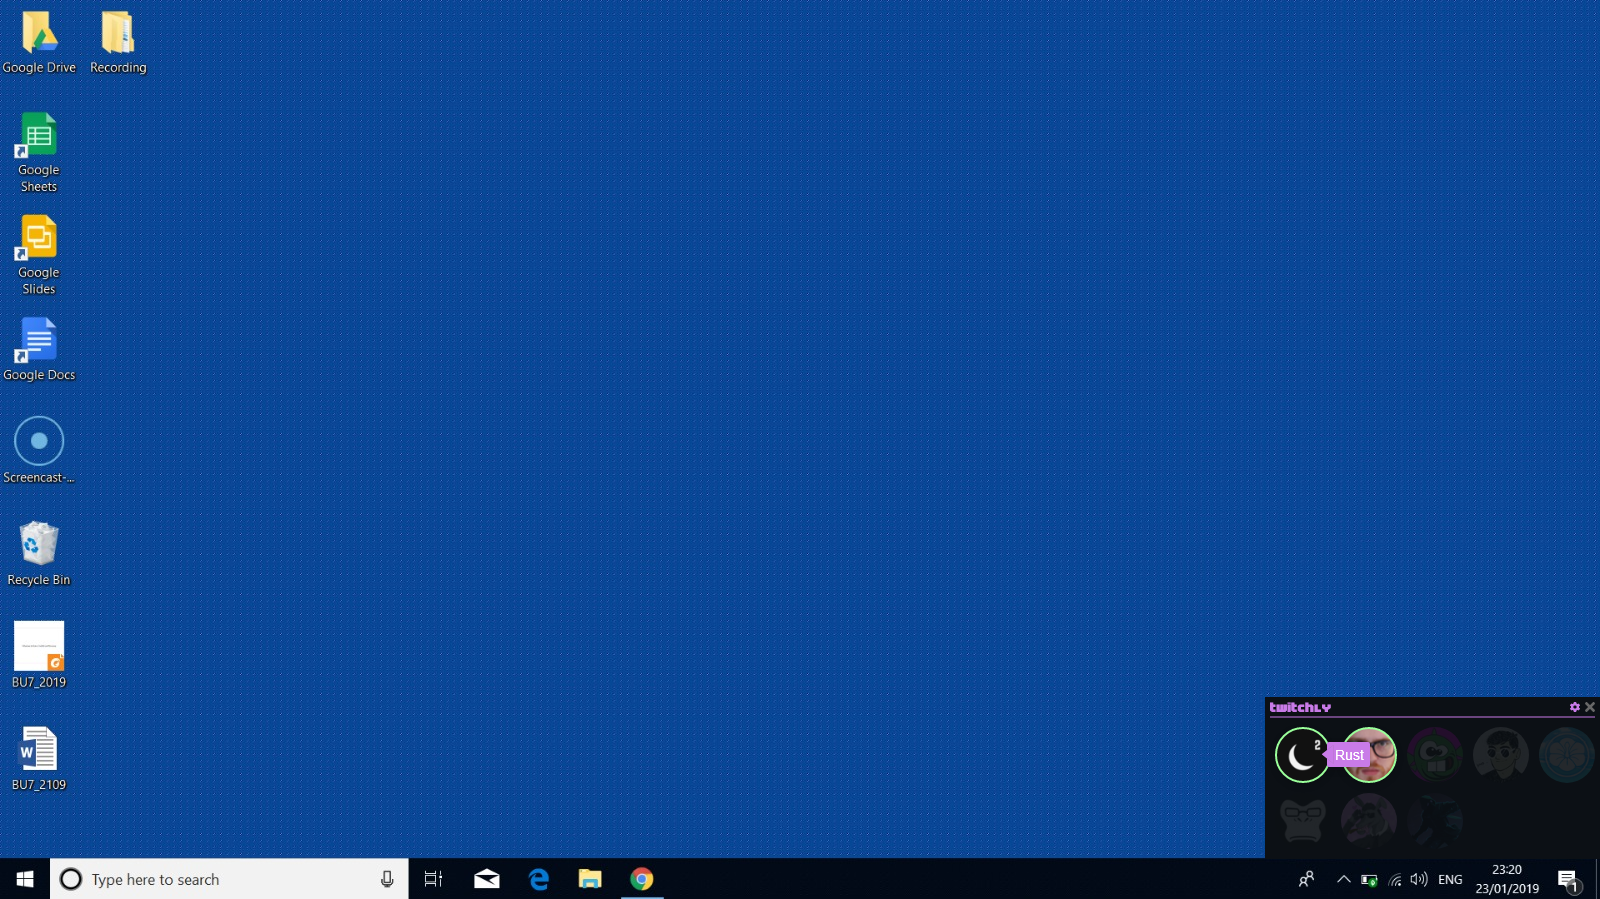 Google Drive
Recording
Google
Sheets
Google
Slides
Google Docs
Screencast-...
Recycle Bin
BU7_2019
BU7_2109
twitchly
2
Rust
Type here to search
ENG
23:20
23/01/2019
1